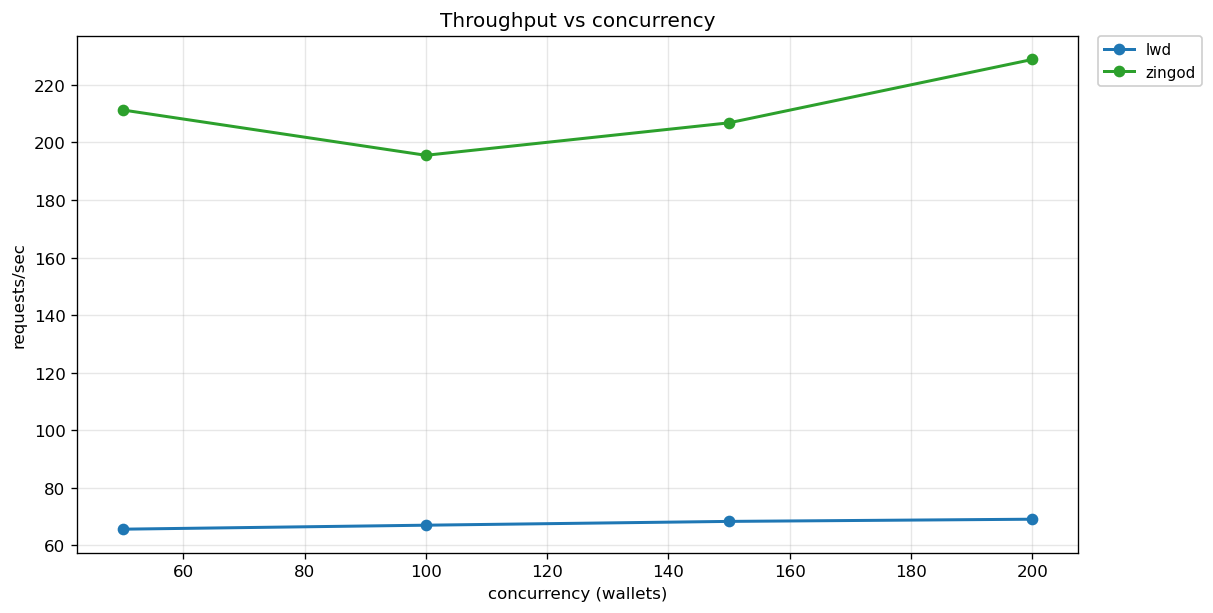 Throughput vs concurrency
lwd
zingod
220
200
180
160
140
120
100
80
60
requests/sec
60 80 100 120 140 160 180 200
concurrency (wallets)